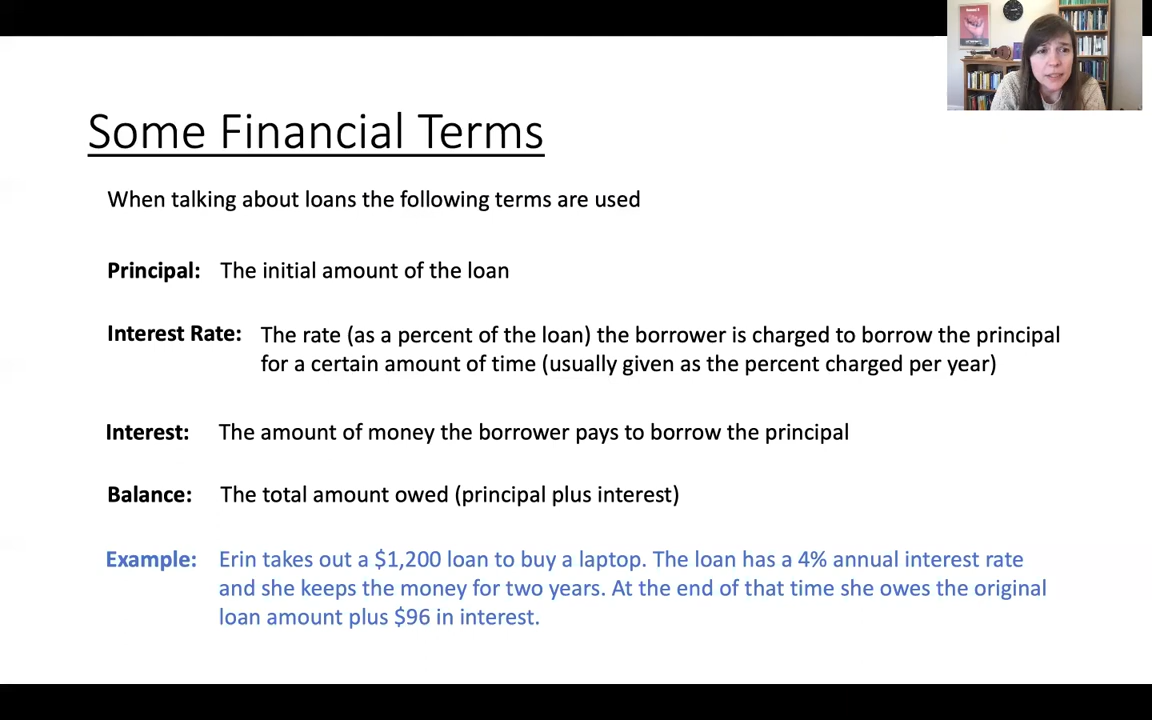 Some Financial Terms
When talking about loans the following terms are used
Principal: The initial amount of the loan
Interest Rate: The rate (as a percent of the loan) the borrower is charged to borrow the principal
for a certain amount of time (usually given as the percent charged per year)
Interest: The amount of money the borrower pays to borrow the principal
Balance: The total amount owed (principal plus interest)
Example: Erin takes out a $1,200 loan to buy a laptop. The loan has a 4% annual interest rate
and she keeps the money for two years. At the end of that time she owes the original
loan amount plus $96 in interest.